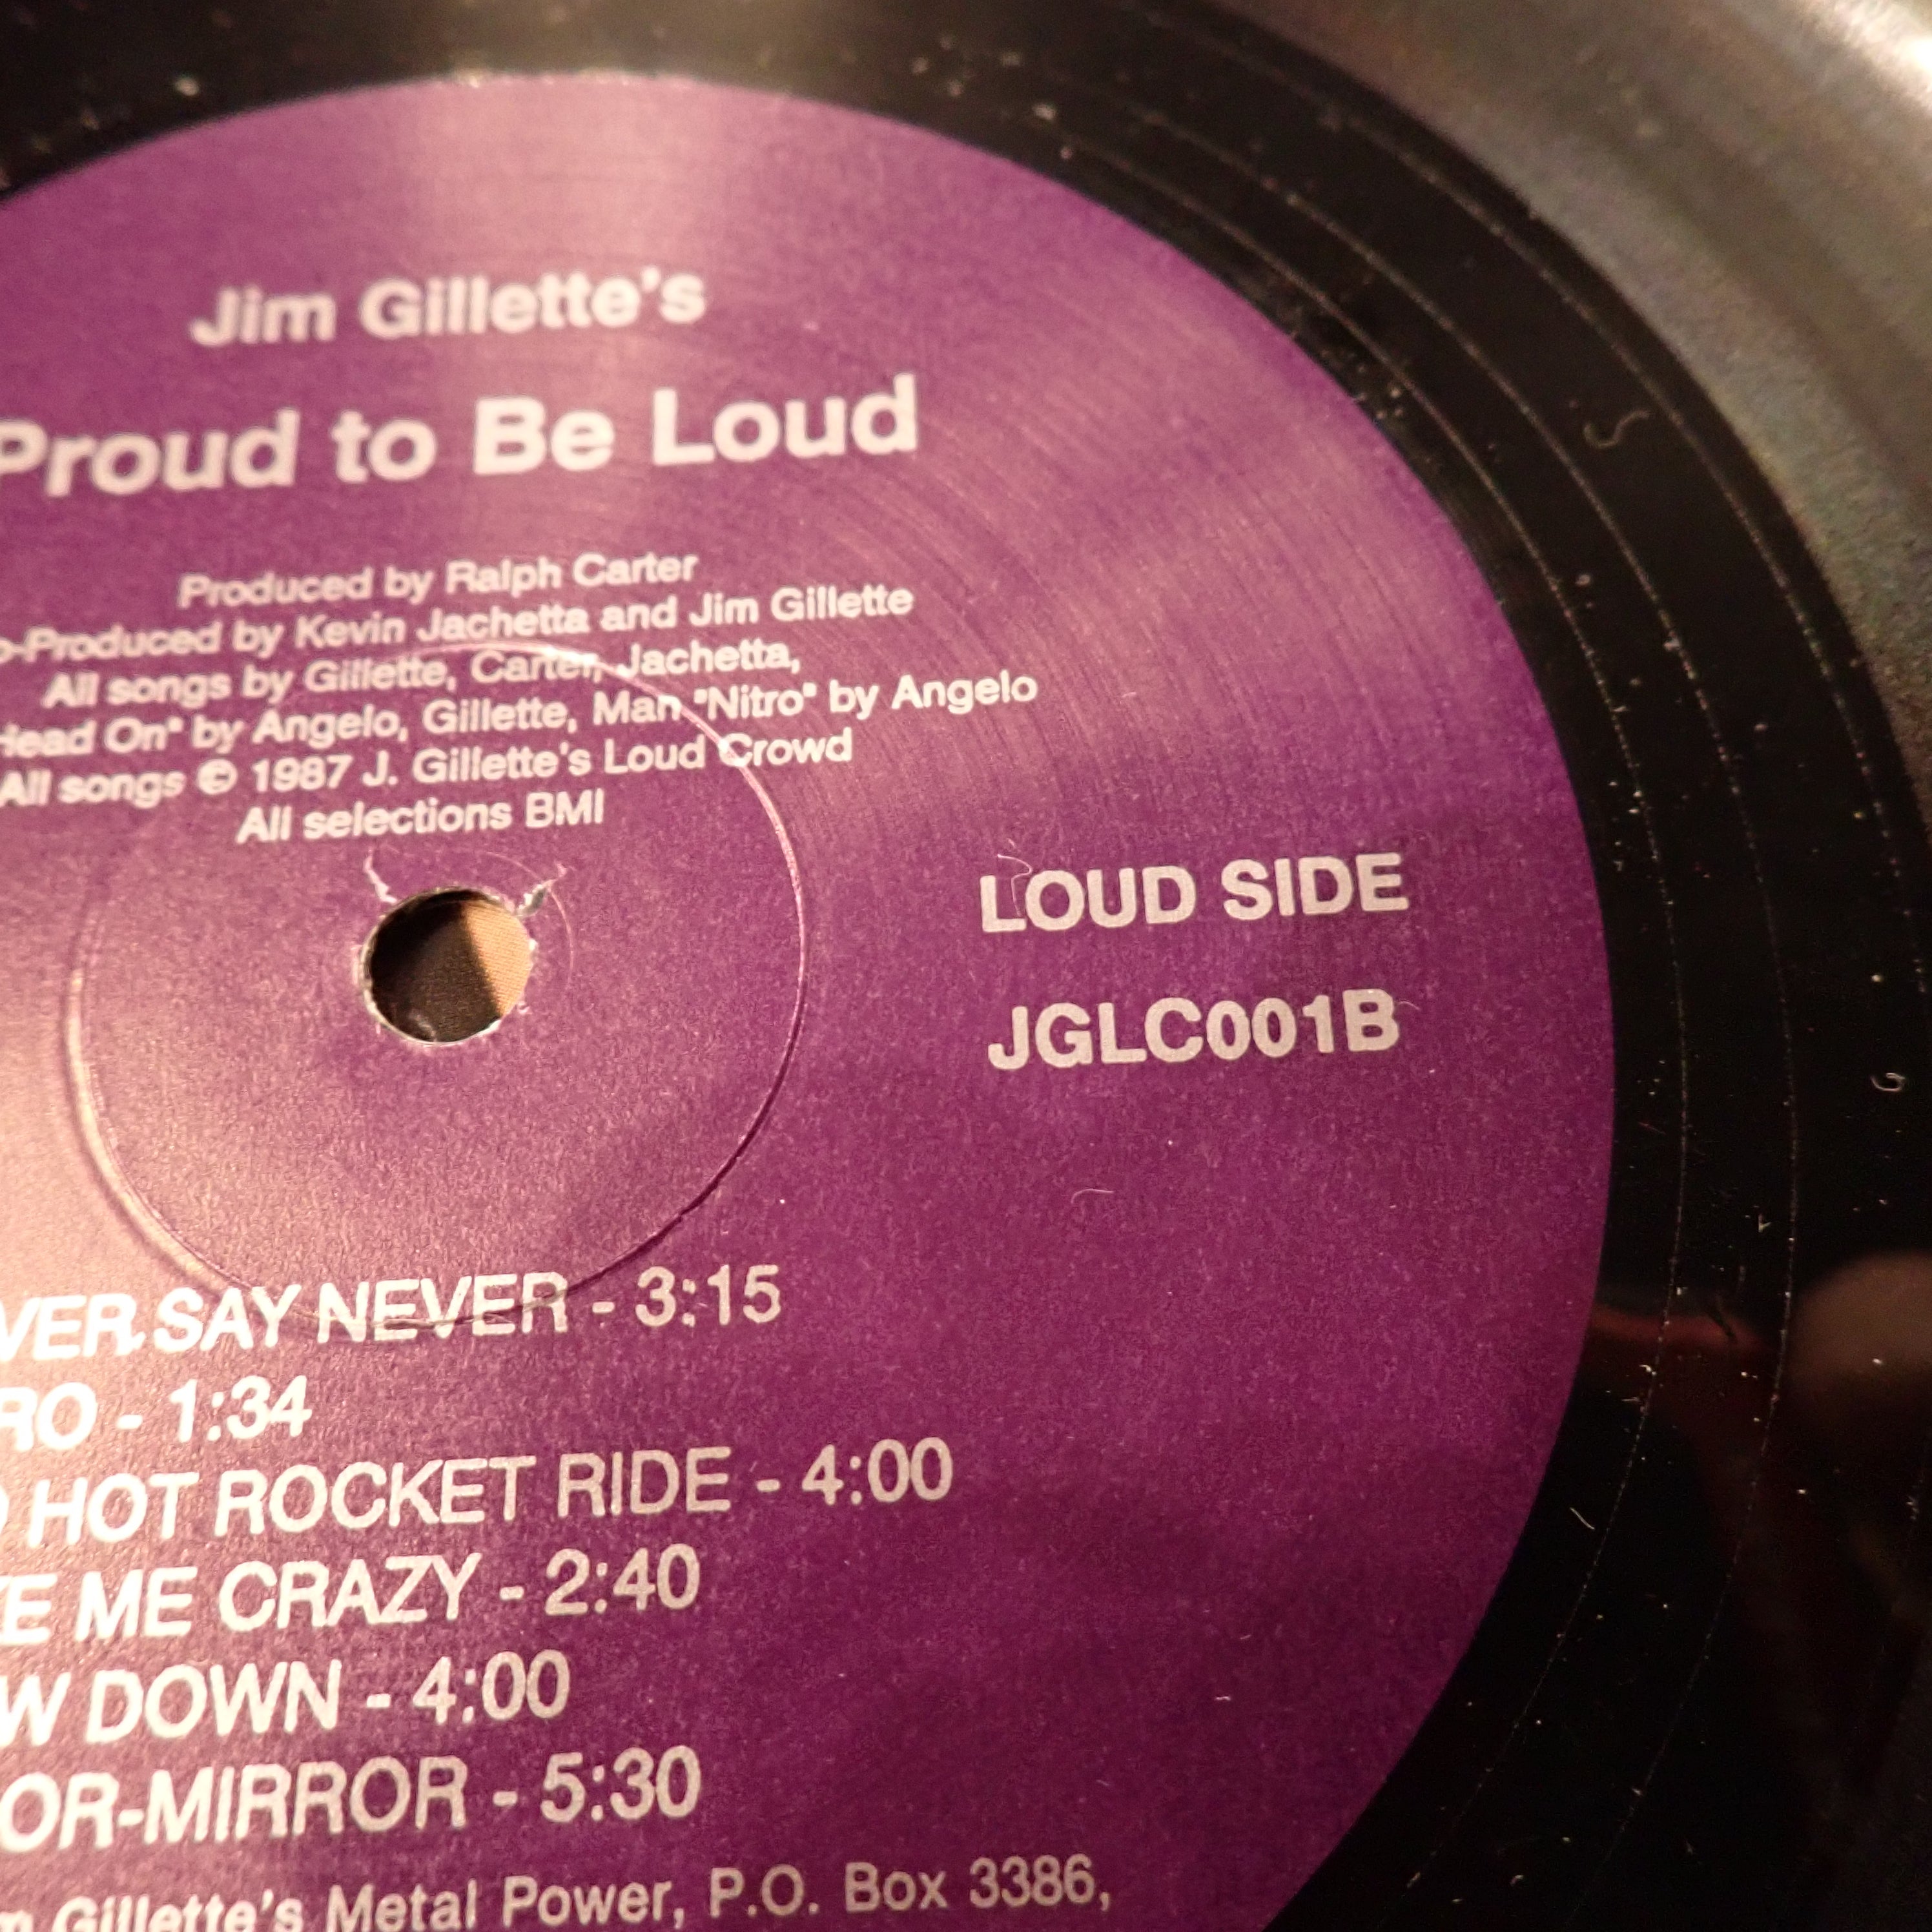 Jim Gillette's
Proud to Be Loud
Produced by Ralph Carter
o-Produced by Kevin Jachetta and Jim Gillette
All songs by Gillette, Carter, Jachetta,
Head On" by Angelo, Gillette, Man "Nitro" by Angelo
All songs © 1987 J. Gillette's Loud Crowd
All selections BMI
LOUD SIDE
JGLC001B
VER SAY NEVER - 3:15
RO - 1:34
HOT ROCKET RIDE - 4:00
E ME CRAZY - 2:40
W DOWN - 4:00
OR-MIRROR - 5:30
m Gillette's Metal Power, P.O. Box 3386,